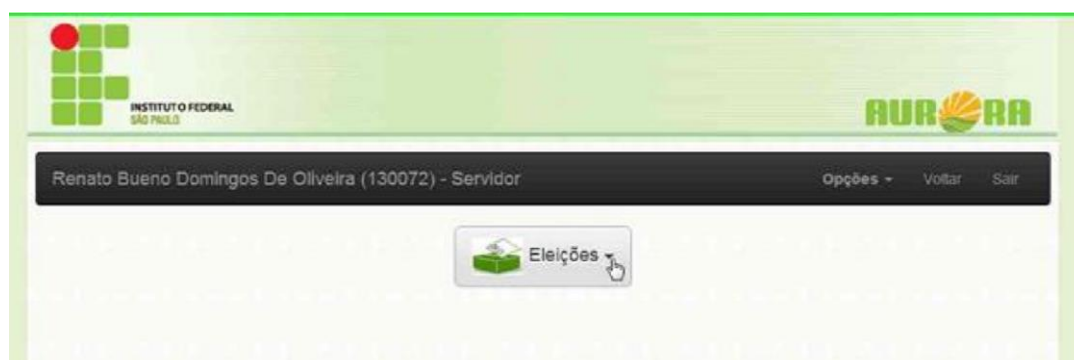 INSTITUTO FEDERAL
SÃO PAULO
AURORA
Renato Bueno Domingos De Oliveira (130072) - Servidor Opções Voltar Sair
Eleições